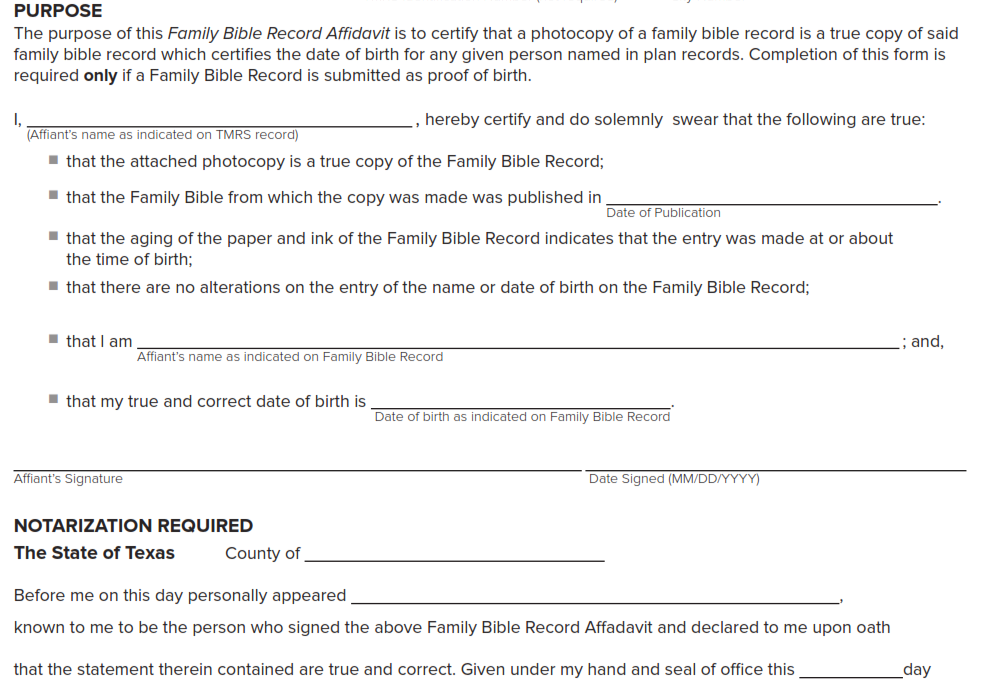 PURPOSE
The purpose of this Family Bible Record Affidavit is to certify that a photocopy of a family bible record is a true copy of said
family bible record which certifies the date of birth for any given person named in plan records. Completion of this form is
required only if a Family Bible Record is submitted as proof of birth.
I, ________________, hereby certify and do solemnly swear that the following are true:
(Affiant's name as indicated on TMRS record)
■ that the attached photocopy is a true copy of the Family Bible Record;
■ that the Family Bible from which the copy was made was published in ________________.
Date of Publication
■ that the aging of the paper and ink of the Family Bible Record indicates that the entry was made at or about
the time of birth;
■ that there are no alterations on the entry of the name or date of birth on the Family Bible Record;
■ that I am ________________; and,
Affiant's name as indicated on Family Bible Record
■ that my true and correct date of birth is ________________.
Date of birth as indicated on Family Bible Record
Affiant's Signature Date Signed (MM/DD/YYYY)
NOTARIZATION REQUIRED
The State of Texas County of ________________
Before me on this day personally appeared ________________,
known to me to be the person who signed the above Family Bible Record Affadavit and declared to me upon oath
that the statement therein contained are true and correct. Given under my hand and seal of office this __________day